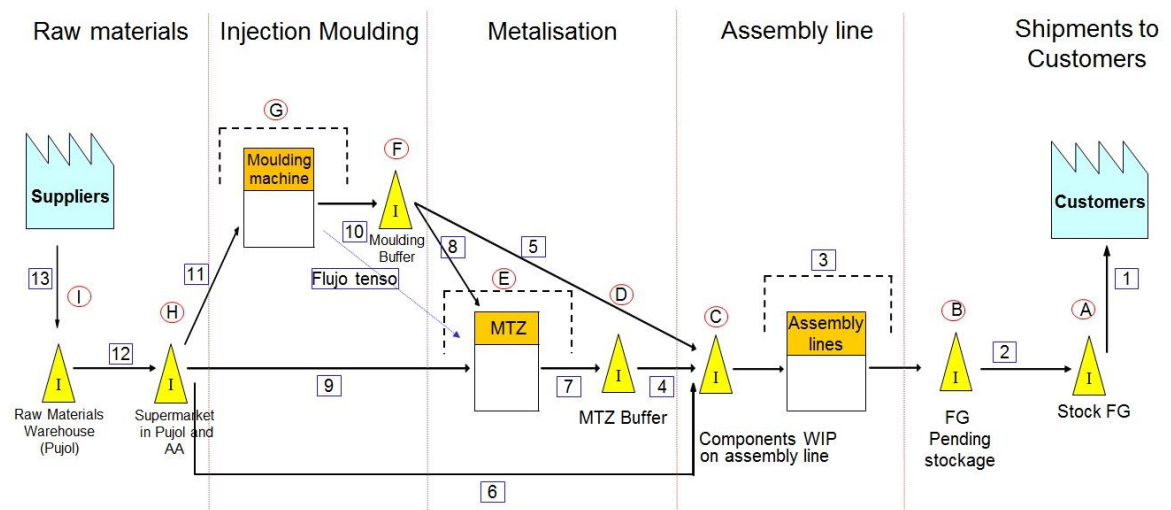 Raw materials
Injection Moulding
Metalisation
Assembly line
Shipments to
Customers
G
F
Moulding
machine
Suppliers
Customers
I
10
Moulding
Buffer
8
5
3
13
I
11
Flujo tenso
E
D
1
H
C
B
A
MTZ
Assembly
lines
12
2
I
I
9
7
I
4
I
I
I
Raw Materials
Warehouse
(Pujol)
Supermarket
in Pujol and
AA
MTZ Buffer
Components WIP
on assembly line
FG
Pending
stockage
Stock FG
6